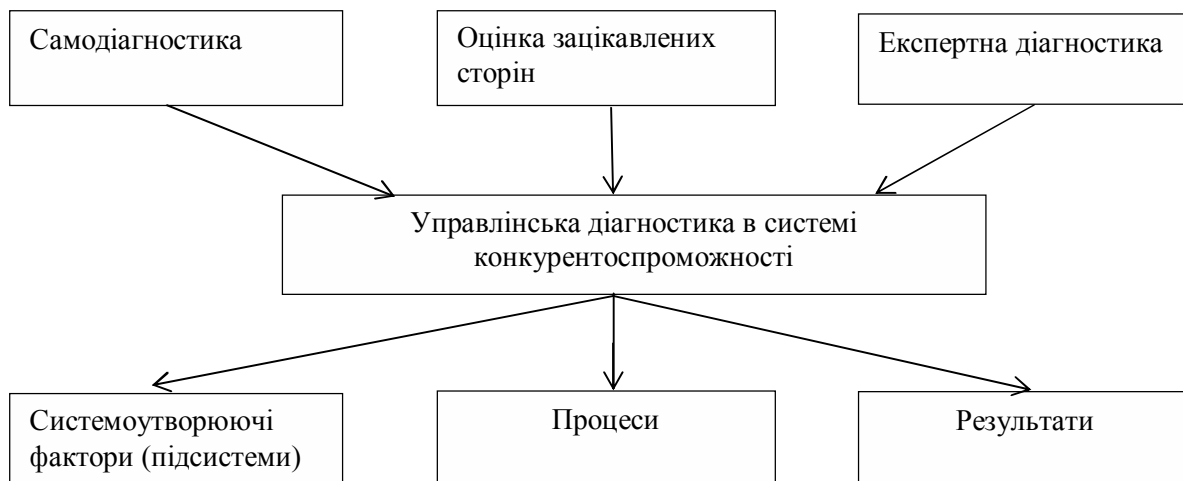 Самодіагностика
Оцінка зацікавлених
сторін
Експертна діагностика
Управлінська діагностика в системі
конкурентоспроможності
Системоутворюючі
фактори (підсистеми)
Процеси
Результати